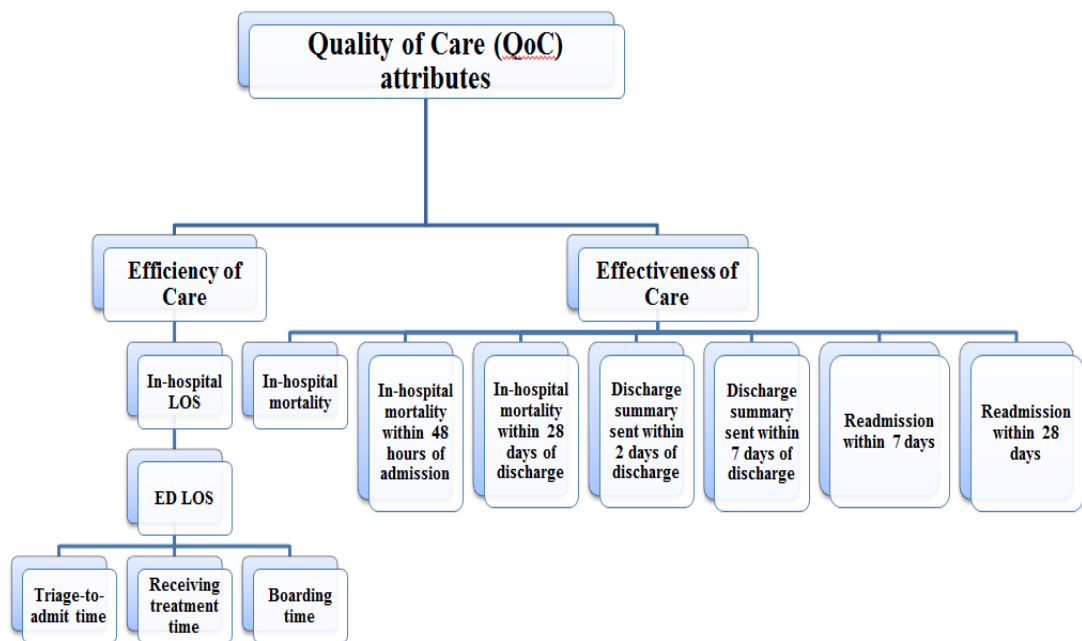 Quality of Care (QoC)
attributes
Efficiency of
Care
Effectiveness of
Care
In-hospital
LOS
In-hospital
mortality
In-hospital
mortality
within 48
hours of
admission
In-hospital
mortality
within 28
days of
discharge
Discharge
summary
sent within
2 days of
discharge
Discharge
summary
sent within
7 days of
discharge
Readmission
within 7 days
Readmission
within 28
days
ED LOS
Triage-to-
admit time
Receiving
treatment
time
Boarding
time